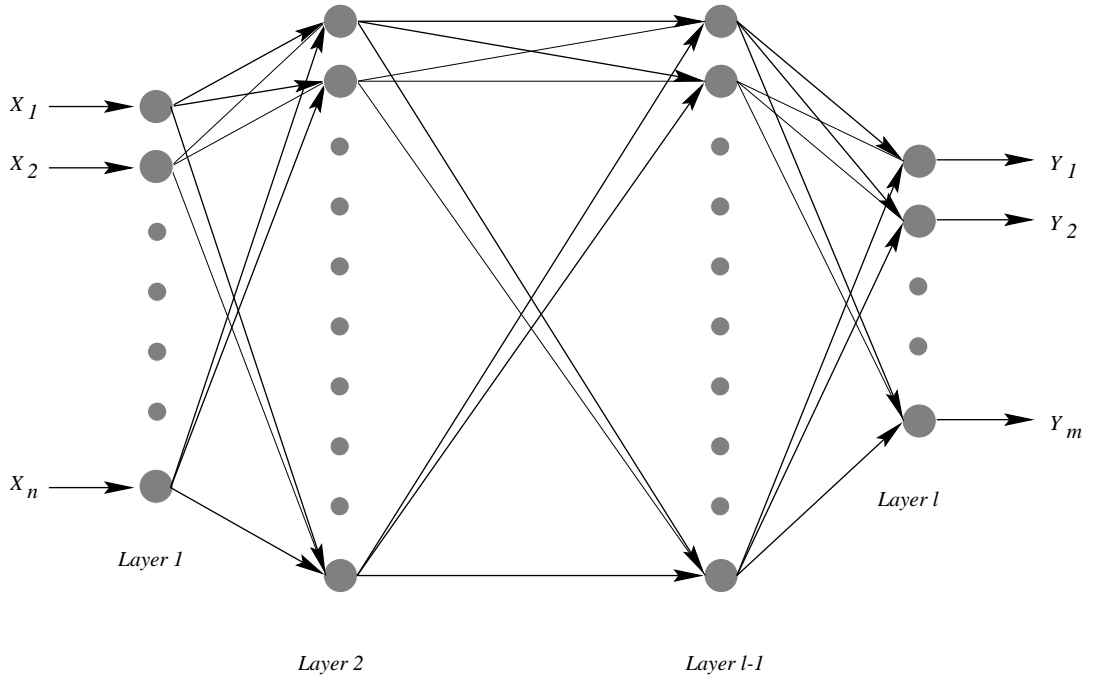 X 1
X 2
X n
Layer 1
Layer 2
Layer l-1
Layer l
Y 1
Y 2
Y m